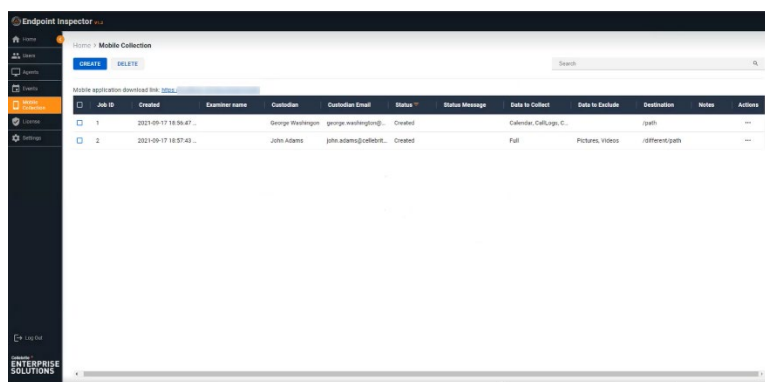 Endpoint Inspector
Home
Users
Agents
Events
Mobile Collection
License
Settings
Log Out
Cellebrite
ENTERPRISE
SOLUTIONS
Home > Mobile Collection
CREATE DELETE
Search
Mobile application download link: https:/
Job ID Created Examiner name Custodian Custodian Email Status Status Message Data to Collect Data to Exclude Destination Notes Actions
1 2021-09-17 18:56:47 ... George Washington george.washington@... Created Calendar, CallLogs, C... /path ...
2 2021-09-17 18:57:43 ... John Adams john.adams@cellebrit... Created Full Pictures, Videos /different/path ...